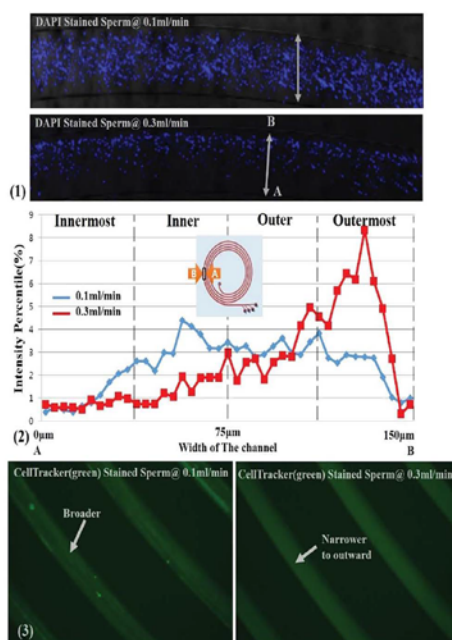 DAPI Stained Sperm@ 0.1ml/min
DAPI Stained Sperm@ 0.3ml/min
B
A
(1)
Innermost Inner Outer Outermost
0.1ml/min
0.3ml/min
B A
Intensity Percentile(%)
9
8
7
6
5
4
3
2
1
0
(2)
0µm 75µm 150µm
A Width of The channel B
CellTracker(green) Stained Sperm@ 0.1ml/min
CellTracker(green) Stained Sperm@ 0.3ml/min
Broader
Narrower
to outward
(3)